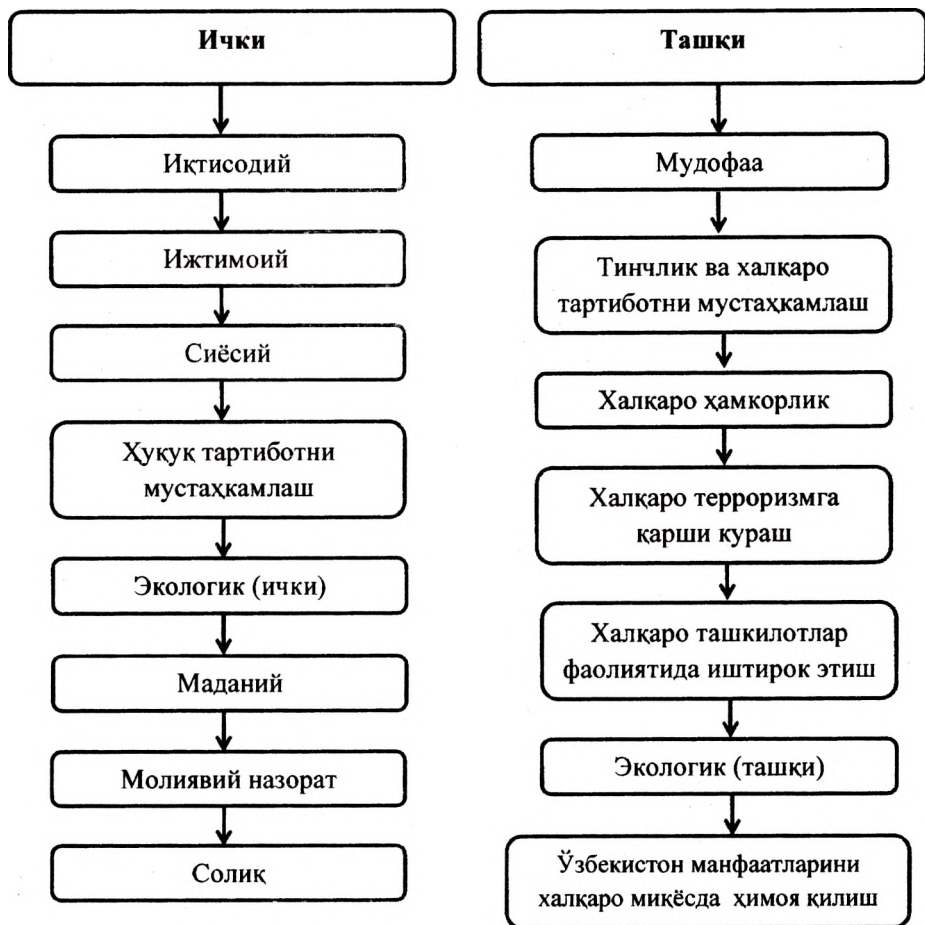 Ички
Иқтисодий
Ижтимоий
Сиёсий
Ҳуқуқ тартиботни
мустаҳкамлаш
Экологик (ички)
Маданий
Молиявий назорат
Солиқ
Ташқи
Мудофаа
Тинчлик ва халқаро
тартиботни мустаҳкамлаш
Халқаро ҳамкорлик
Халқаро терроризмга
қарши кураш
Халқаро ташкилотлар
фаолиятида иштирок этиш
Экологик (ташқи)
Ўзбекистон манфаатларини
халқаро миқёсда ҳимоя қилиш